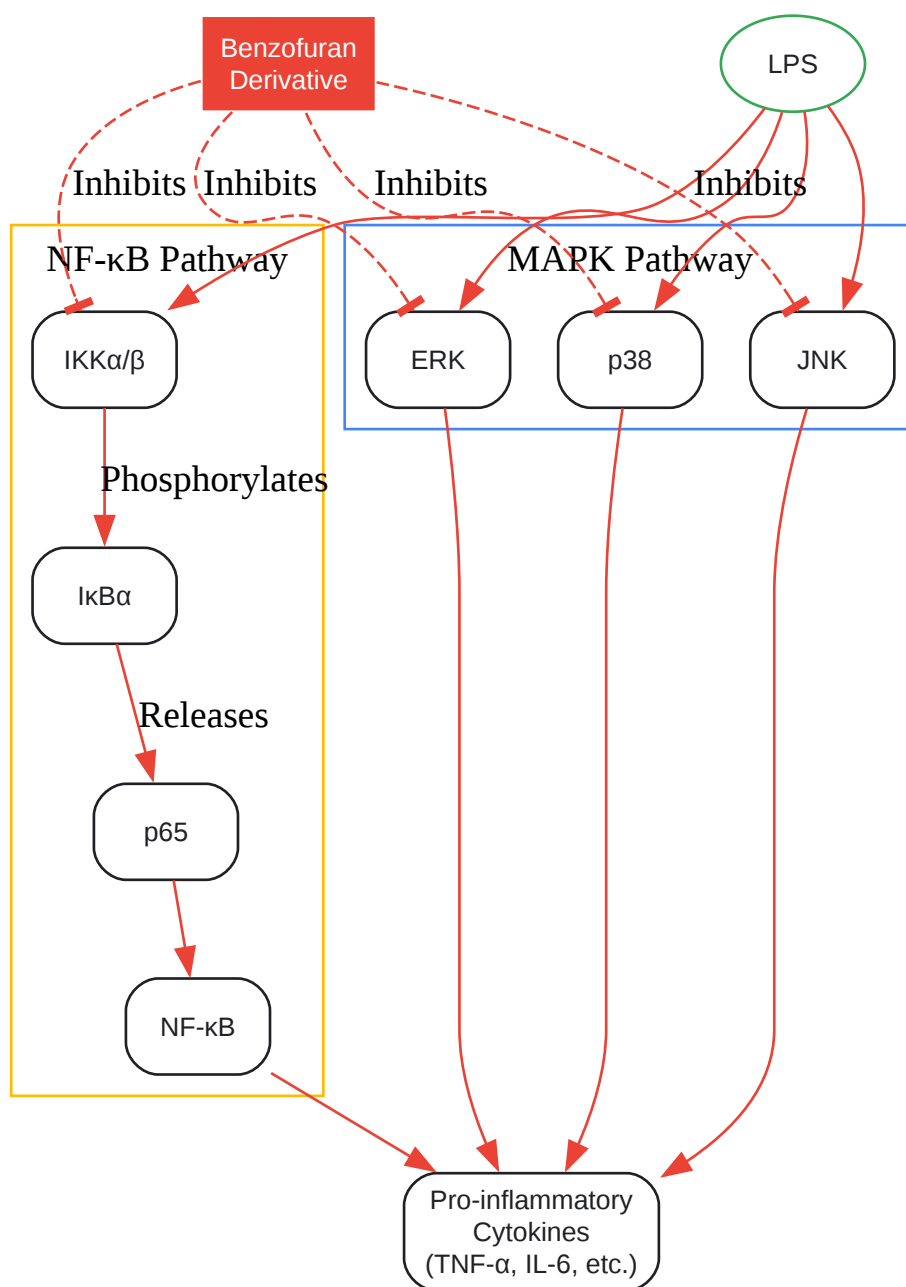 Benzofuran
Derivative
LPS
Inhibits
Inhibits
Inhibits
Inhibits
NF-κB Pathway
MAPK Pathway
IKKα/β
ERK
p38
JNK
Phosphorylates
IκBα
Releases
p65
NF-κB
Pro-inflammatory
Cytokines
(TNF-α, IL-6, etc.)